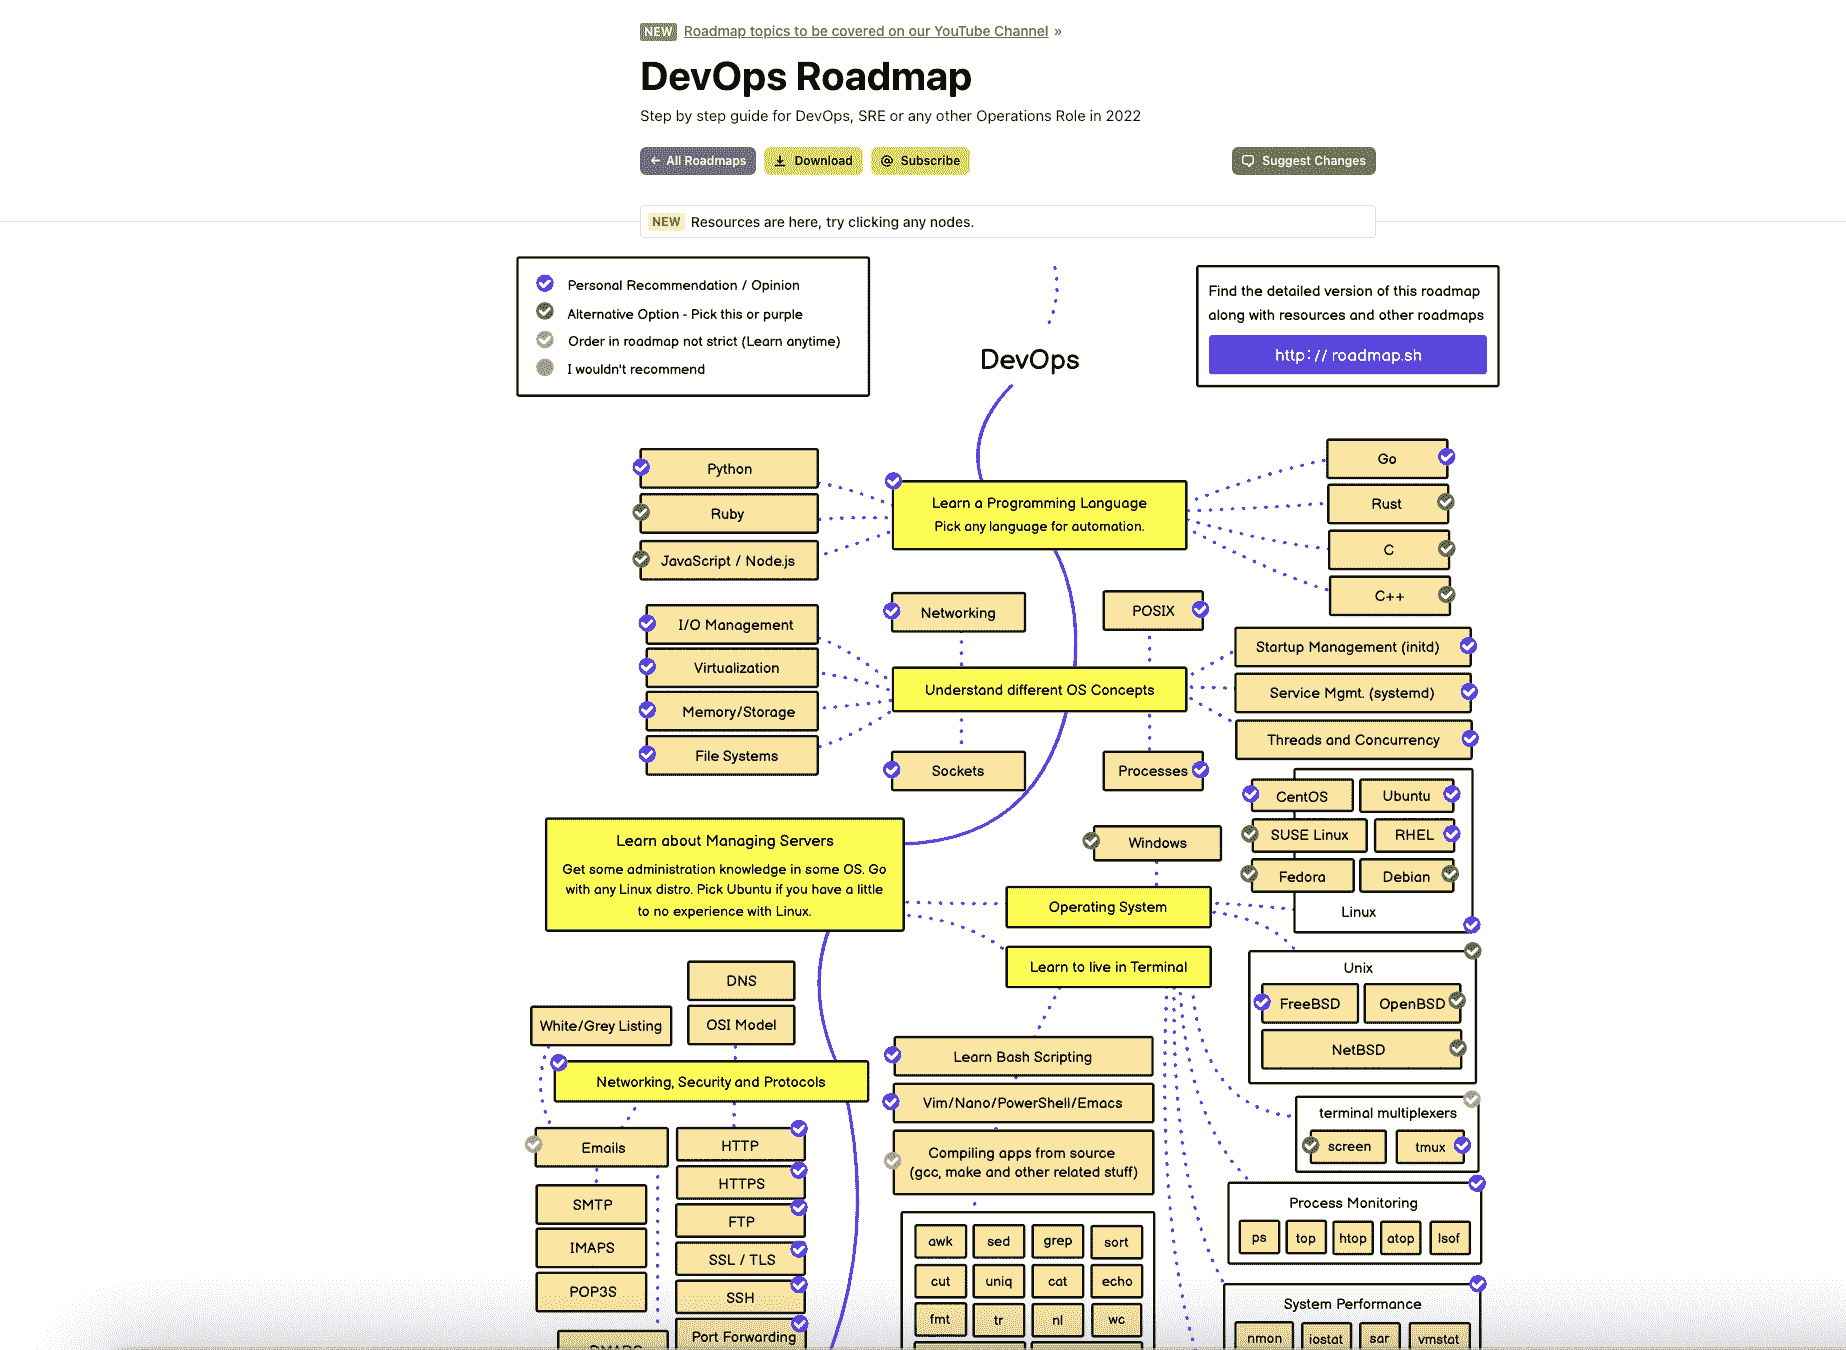 NEW Roadmap topics to be covered on our YouTube Channel »
DevOps Roadmap
Step by step guide for DevOps, SRE or any other Operations Role in 2022
← All Roadmaps
Download
@ Subscribe
Suggest Changes
NEW Resources are here, try clicking any nodes.
Personal Recommendation / Opinion
Alternative Option - Pick this or purple
Order in roadmap not strict (Learn anytime)
I wouldn't recommend
Find the detailed version of this roadmap
along with resources and other roadmaps
http://roadmap.sh
DevOps
Python
Ruby
JavaScript / Node.js
Learn a Programming Language
Pick any language for automation.
Go
Rust
C
C++
I/O Management
Virtualization
Memory/Storage
File Systems
Networking
POSIX
Understand different OS Concepts
Sockets
Processes
Startup Management (initd)
Service Mgmt. (systemd)
Threads and Concurrency
Learn about Managing Servers
Get some administration knowledge in some OS. Go
with any Linux distro. Pick Ubuntu if you have a little
to no experience with Linux.
Windows
Operating System
Learn to live in Terminal
CentOS
Ubuntu
SUSE Linux
RHEL
Fedora
Debian
Linux
Unix
FreeBSD
OpenBSD
NetBSD
DNS
OSI Model
White/Grey Listing
Networking, Security and Protocols
Emails
SMTP
IMAPS
POP3S
HTTP
HTTPS
FTP
SSL / TLS
SSH
Port Forwarding
Learn Bash Scripting
Vim/Nano/PowerShell/Emacs
Compiling apps from source
(gcc, make and other related stuff)
awk
sed
grep
sort
cut
uniq
cat
echo
fmt
tr
nl
wc
terminal multiplexers
screen
tmux
Process Monitoring
ps
top
htop
atop
lsof
System Performance
nmon
iostat
sar
vmstat